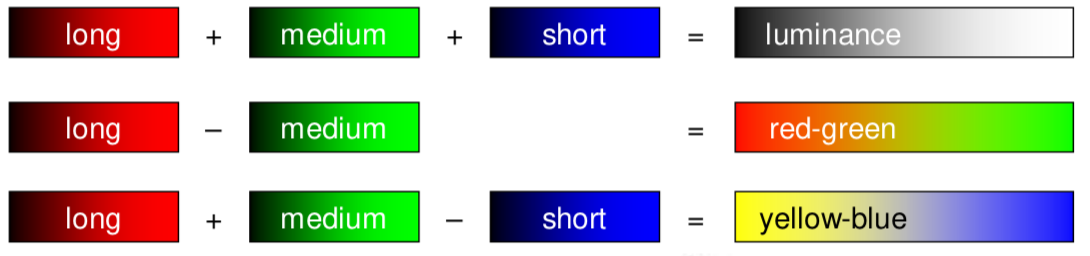 long + medium + short = luminance
long – medium = red-green
long + medium – short = yellow-blue